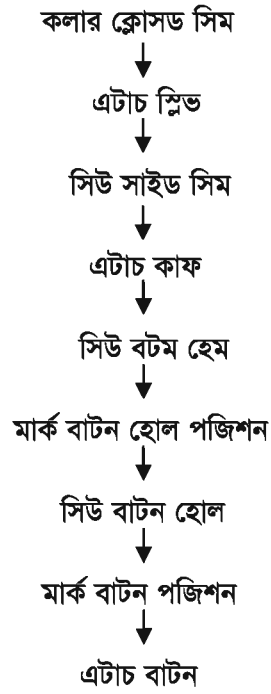 কলার ক্লোসড সিম
এটাচ স্লিভ
সিউ সাইড সিম
এটাচ কাফ
সিউ বটম হেম
মার্ক বাটন হোল পজিশন
সিউ বাটন হোল
মার্ক বাটন পজিশন
এটাচ বাটন